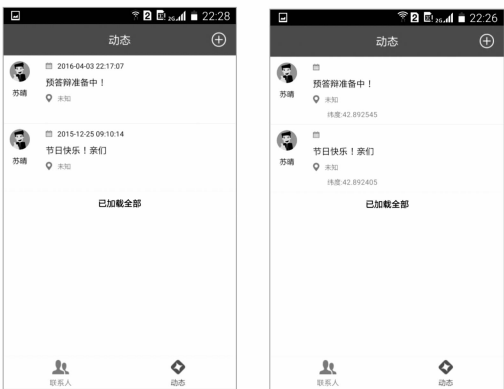 2G 22:28
动态
2016-04-03 22:17:07
预答辩准备中！
苏晴
未知
2015-12-25 09:10:14
节日快乐！亲们
苏晴
未知
已加载全部
联系人 动态
2G 22:26
动态
预答辩准备中！
苏晴
未知
纬度:42.892545
节日快乐！亲们
苏晴
未知
纬度:42.892405
已加载全部
联系人 动态